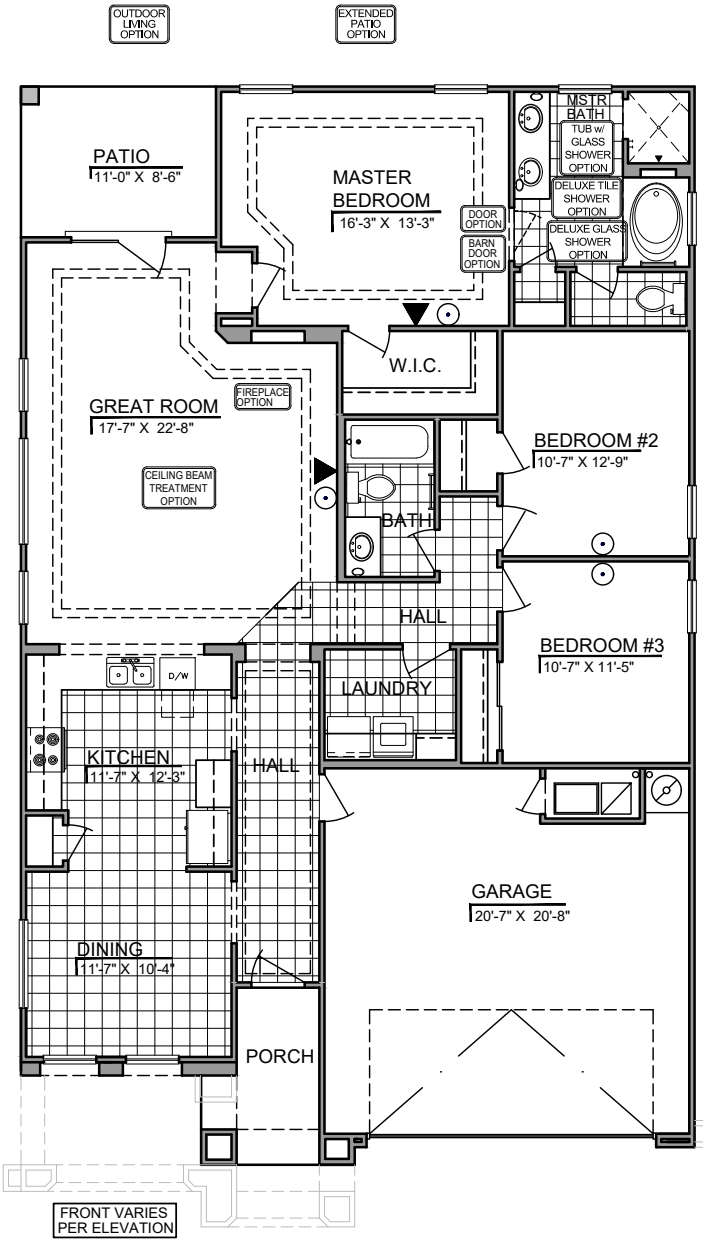 OUTDOOR
LIVING
OPTION
EXTENDED
PATIO
OPTION
PATIO
11'-0" X 8'-6"
MASTER
BEDROOM
16'-3" X 13'-3"
MSTR
BATH
TUB w/
GLASS
SHOWER
OPTION
DELUXE TILE
SHOWER
OPTION
DELUXE GLASS
SHOWER
OPTION
DOOR
OPTION
BARN
DOOR
OPTION
W.I.C.
GREAT ROOM
17'-7" X 22'-8"
FIREPLACE
OPTION
CEILING BEAM
TREATMENT
OPTION
BEDROOM #2
10'-7" X 12'-9"
BATH
HALL
BEDROOM #3
10'-7" X 11'-5"
D/W
LAUNDRY
KITCHEN
11'-7" X 12'-3"
HALL
GARAGE
20'-7" X 20'-8"
DINING
11'-7" X 10'-4"
PORCH
FRONT VARIES
PER ELEVATION